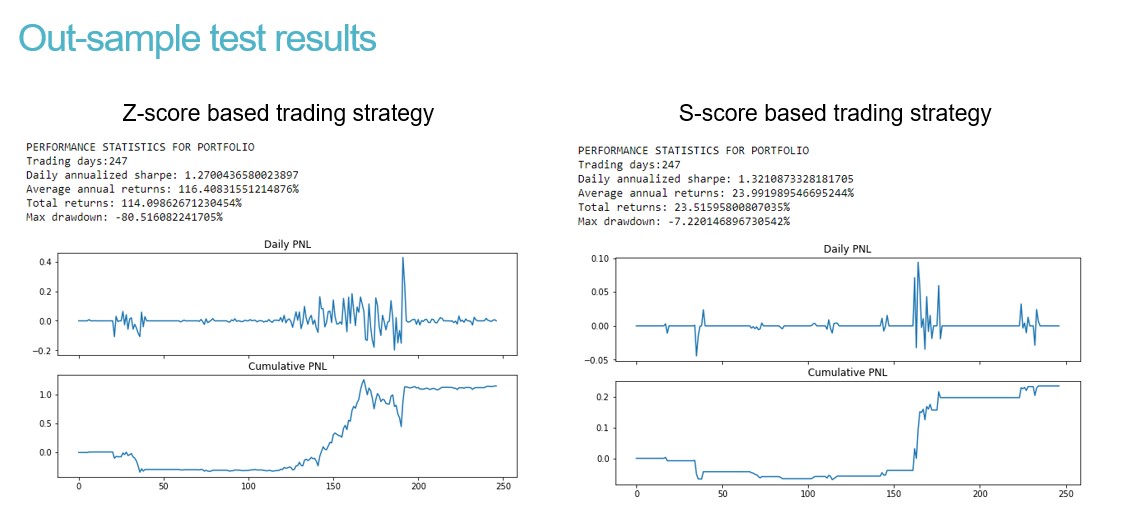 Out-sample test results
Z-score based trading strategy
PERFORMANCE STATISTICS FOR PORTFOLIO
Trading days:247
Daily annualized sharpe: 1.2700436580023897
Average annual returns: 116.40831551214876%
Total returns: 114.09862671230454%
Max drawdown: -80.516082241705%
Daily PNL
0.4
0.2
0.0
−0.2
Cumulative PNL
1.0
0.5
0.0
0
50
100
150
200
250
S-score based trading strategy
PERFORMANCE STATISTICS FOR PORTFOLIO
Trading days:247
Daily annualized sharpe: 1.3210873328181705
Average annual returns: 23.991989546695244%
Total returns: 23.51595800807035%
Max drawdown: -7.220146896730542%
Daily PNL
0.10
0.05
0.00
−0.05
Cumulative PNL
0.2
0.1
0.0
0
50
100
150
200
250